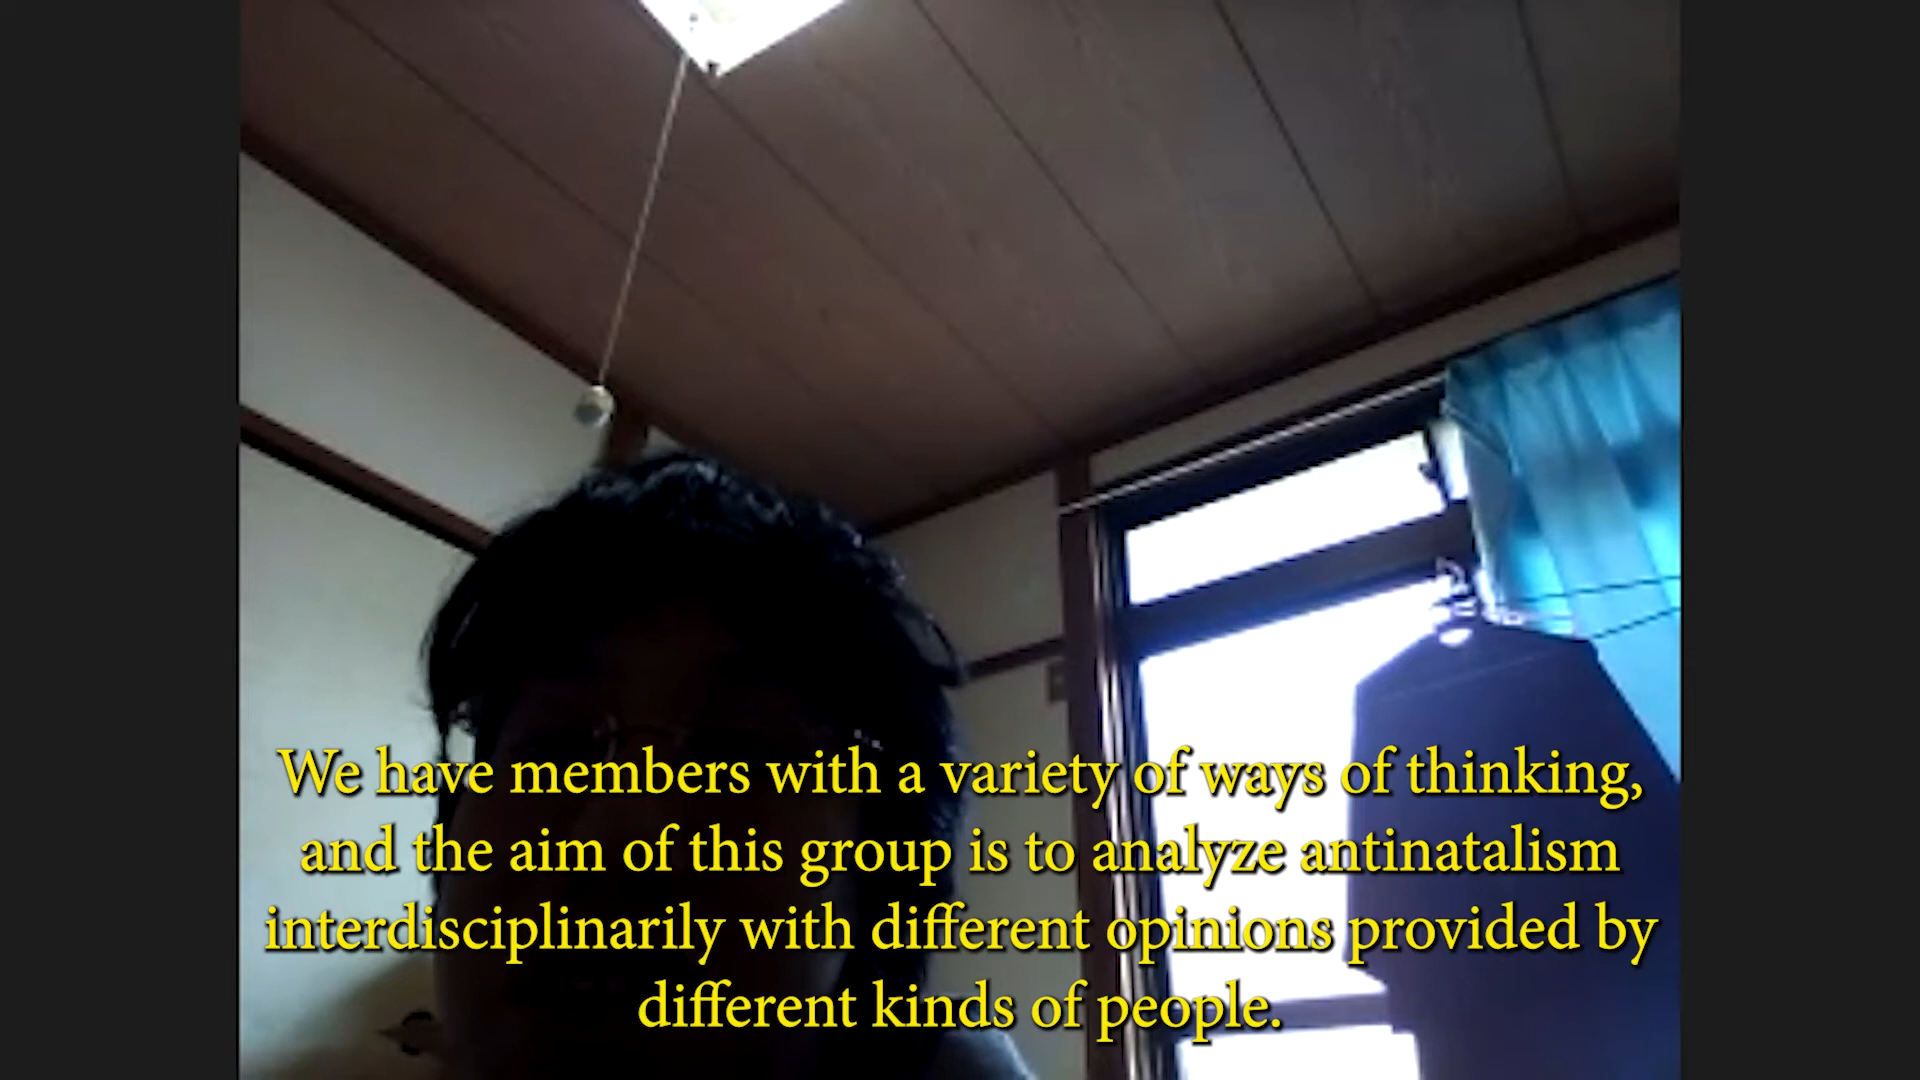 We have members with a variety of ways of thinking,
and the aim of this group is to analyze antinatalism
interdisciplinarily with different opinions provided by
different kinds of people.